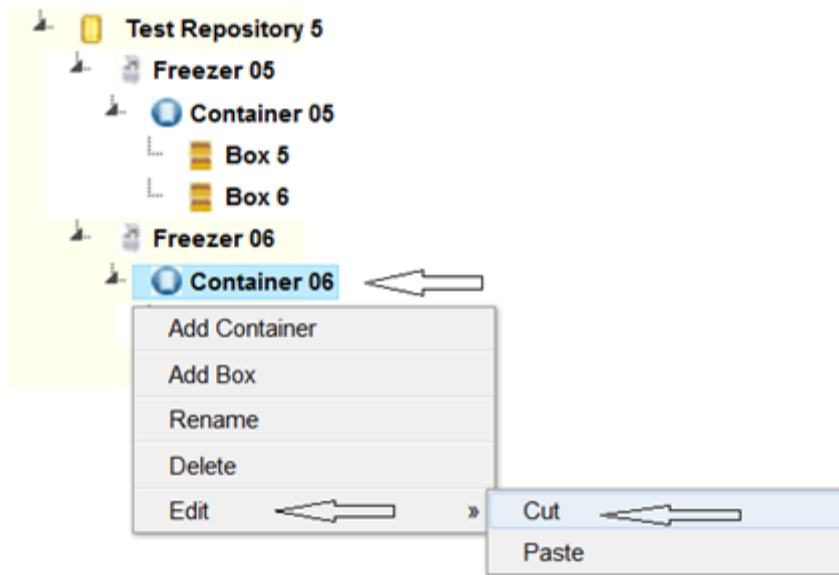 Test Repository 5
Freezer 05
Container 05
Box 5
Box 6
Freezer 06
Container 06
Add Container
Add Box
Rename
Delete
Edit »
Cut
Paste